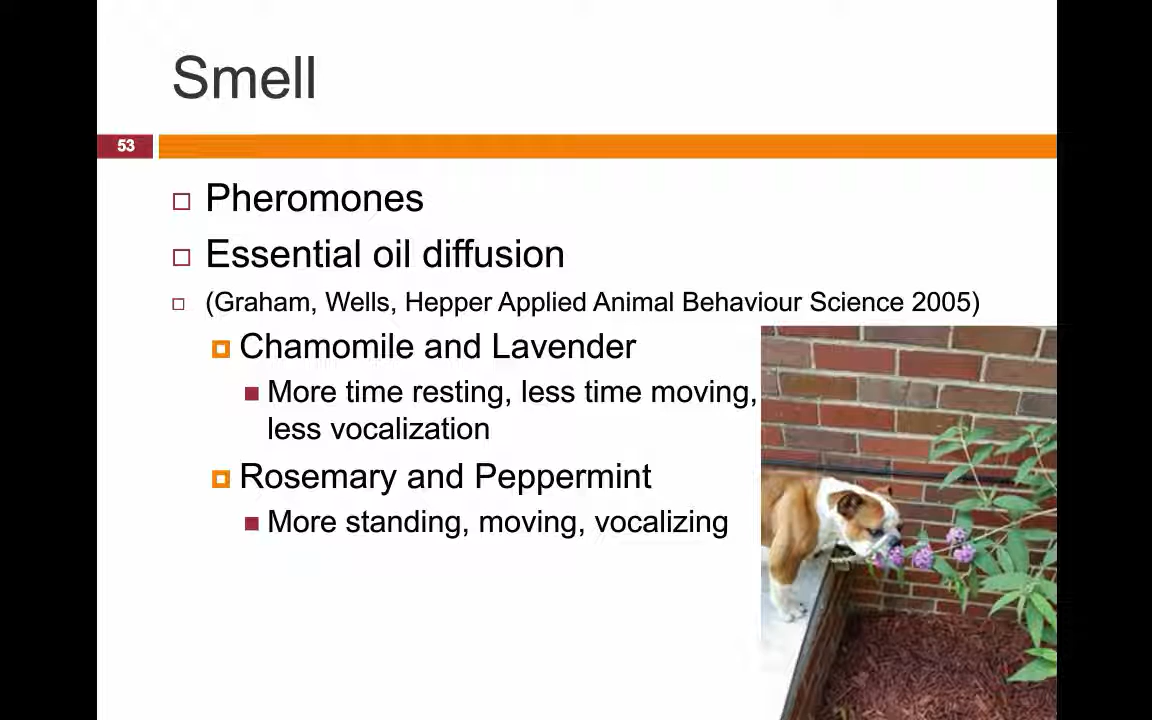 Smell
53
Pheromones
Essential oil diffusion
(Graham, Wells, Hepper Applied Animal Behaviour Science 2005)
Chamomile and Lavender
More time resting, less time moving,
less vocalization
Rosemary and Peppermint
More standing, moving, vocalizing